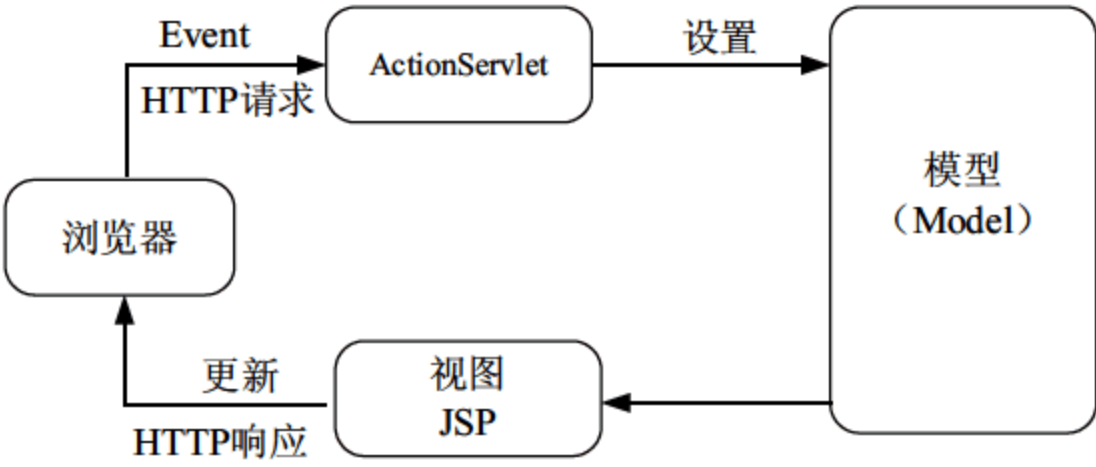 Event
HTTP请求
ActionServlet
设置
模型
（Model）
浏览器
更新
HTTP响应
视图
JSP